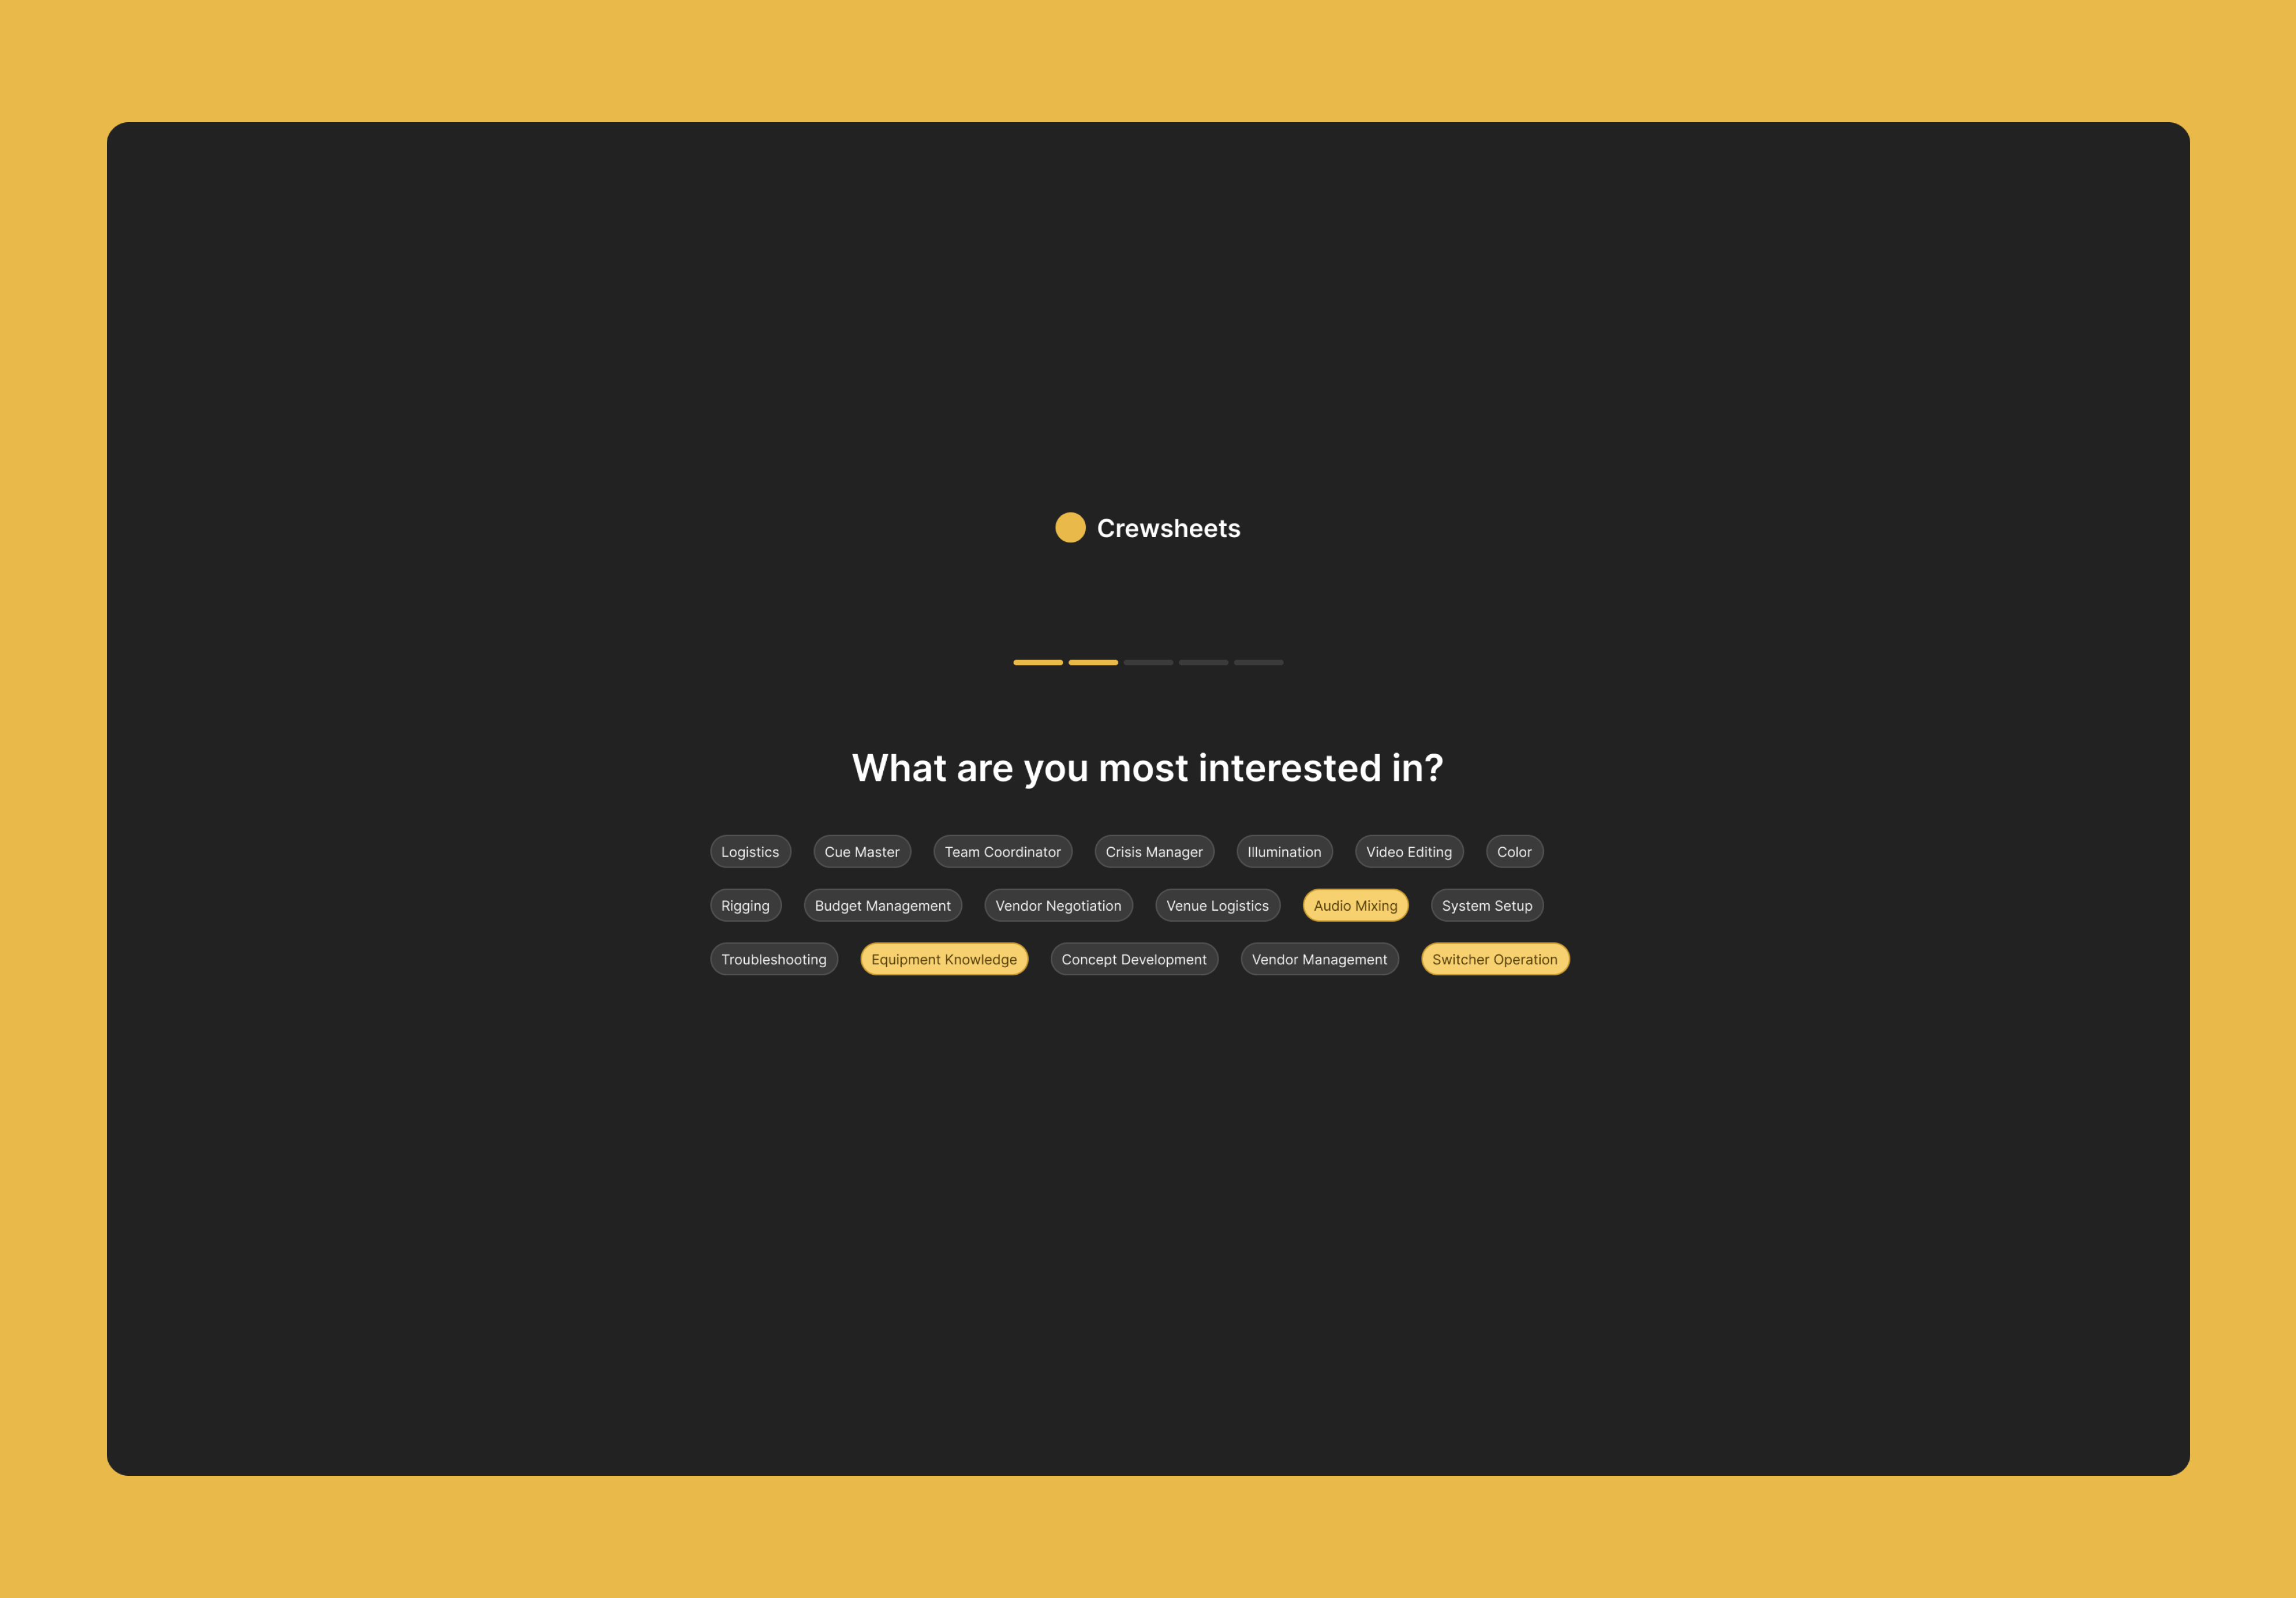 Crewsheets
What are you most interested in?
Logistics Cue Master Team Coordinator Crisis Manager Illumination Video Editing Color
Rigging Budget Management Vendor Negotiation Venue Logistics Audio Mixing System Setup
Troubleshooting Equipment Knowledge Concept Development Vendor Management Switcher Operation